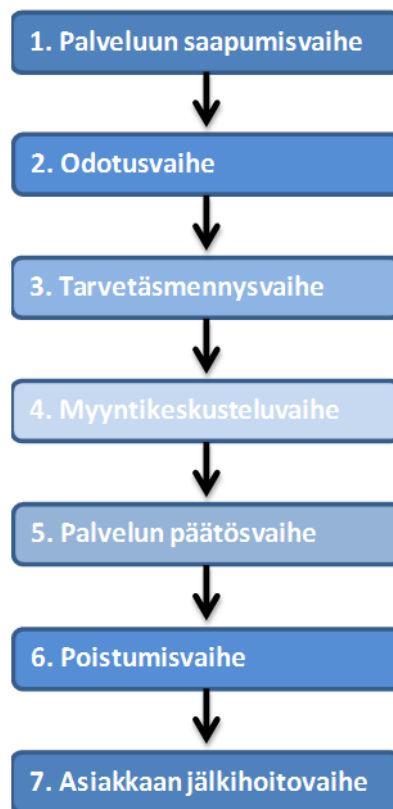 1. Palveluun saapumisvaihe
2. Odotusvaihe
3. Tarvetäsmennysvaihe
4. Myyntikeskusteluvaihe
5. Palvelun päätösvaihe
6. Poistumisvaihe
7. Asiakkaan jälkihoitovaihe